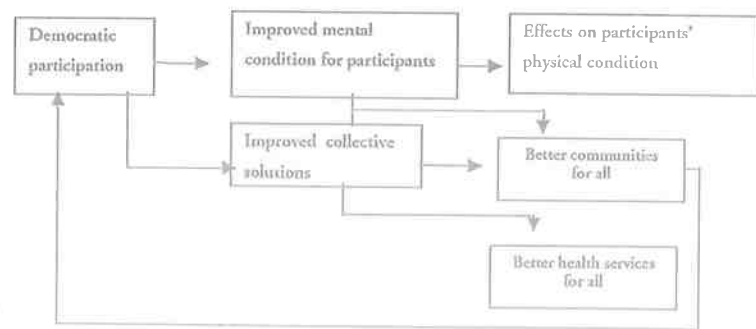 Democratic
participation
Improved mental
condition for participants
Effects on participants'
physical condition
Improved collective
solutions
Better communities
for all
Better health services
for all